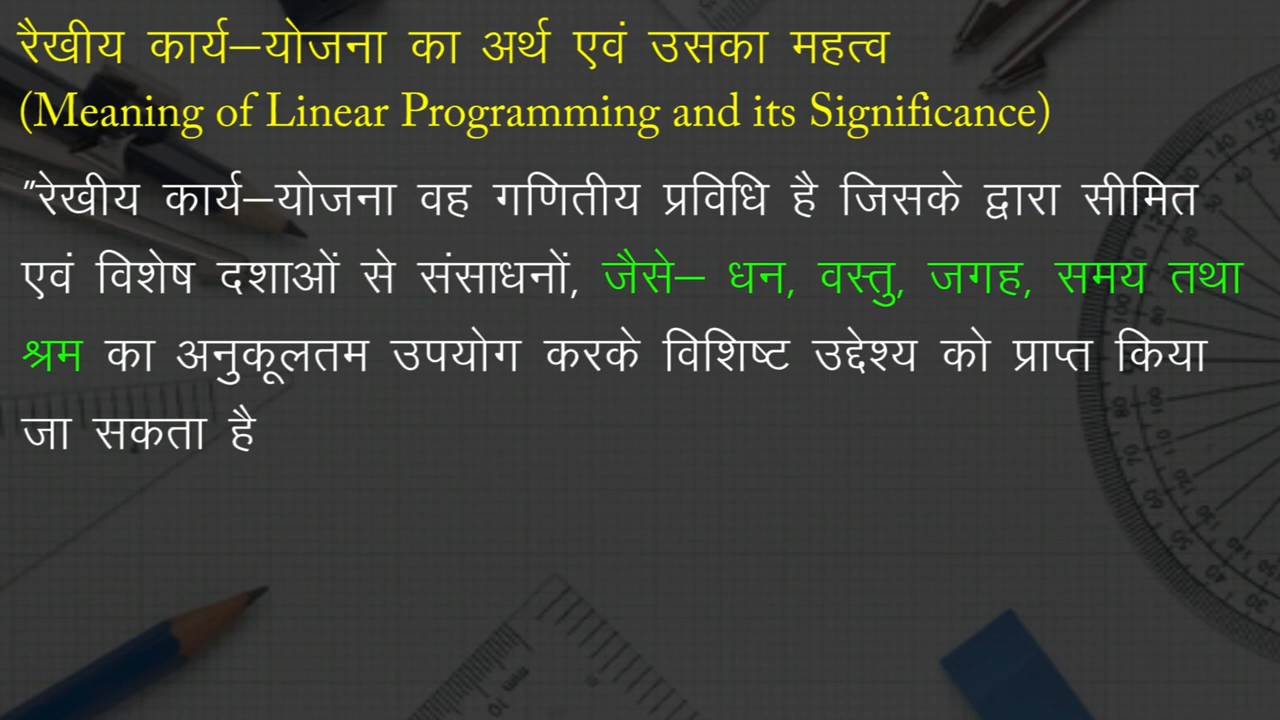 रैखीय कार्य–योजना का अर्थ एवं उसका महत्व
(Meaning of Linear Programming and its Significance)
"रेखीय कार्य–योजना वह गणितीय प्रविधि है जिसके द्वारा सीमित
एवं विशेष दशाओं से संसाधनों, जैसे– धन, वस्तु, जगह, समय तथा
श्रम का अनुकूलतम उपयोग करके विशिष्ट उद्देश्य को प्राप्त किया
जा सकता है